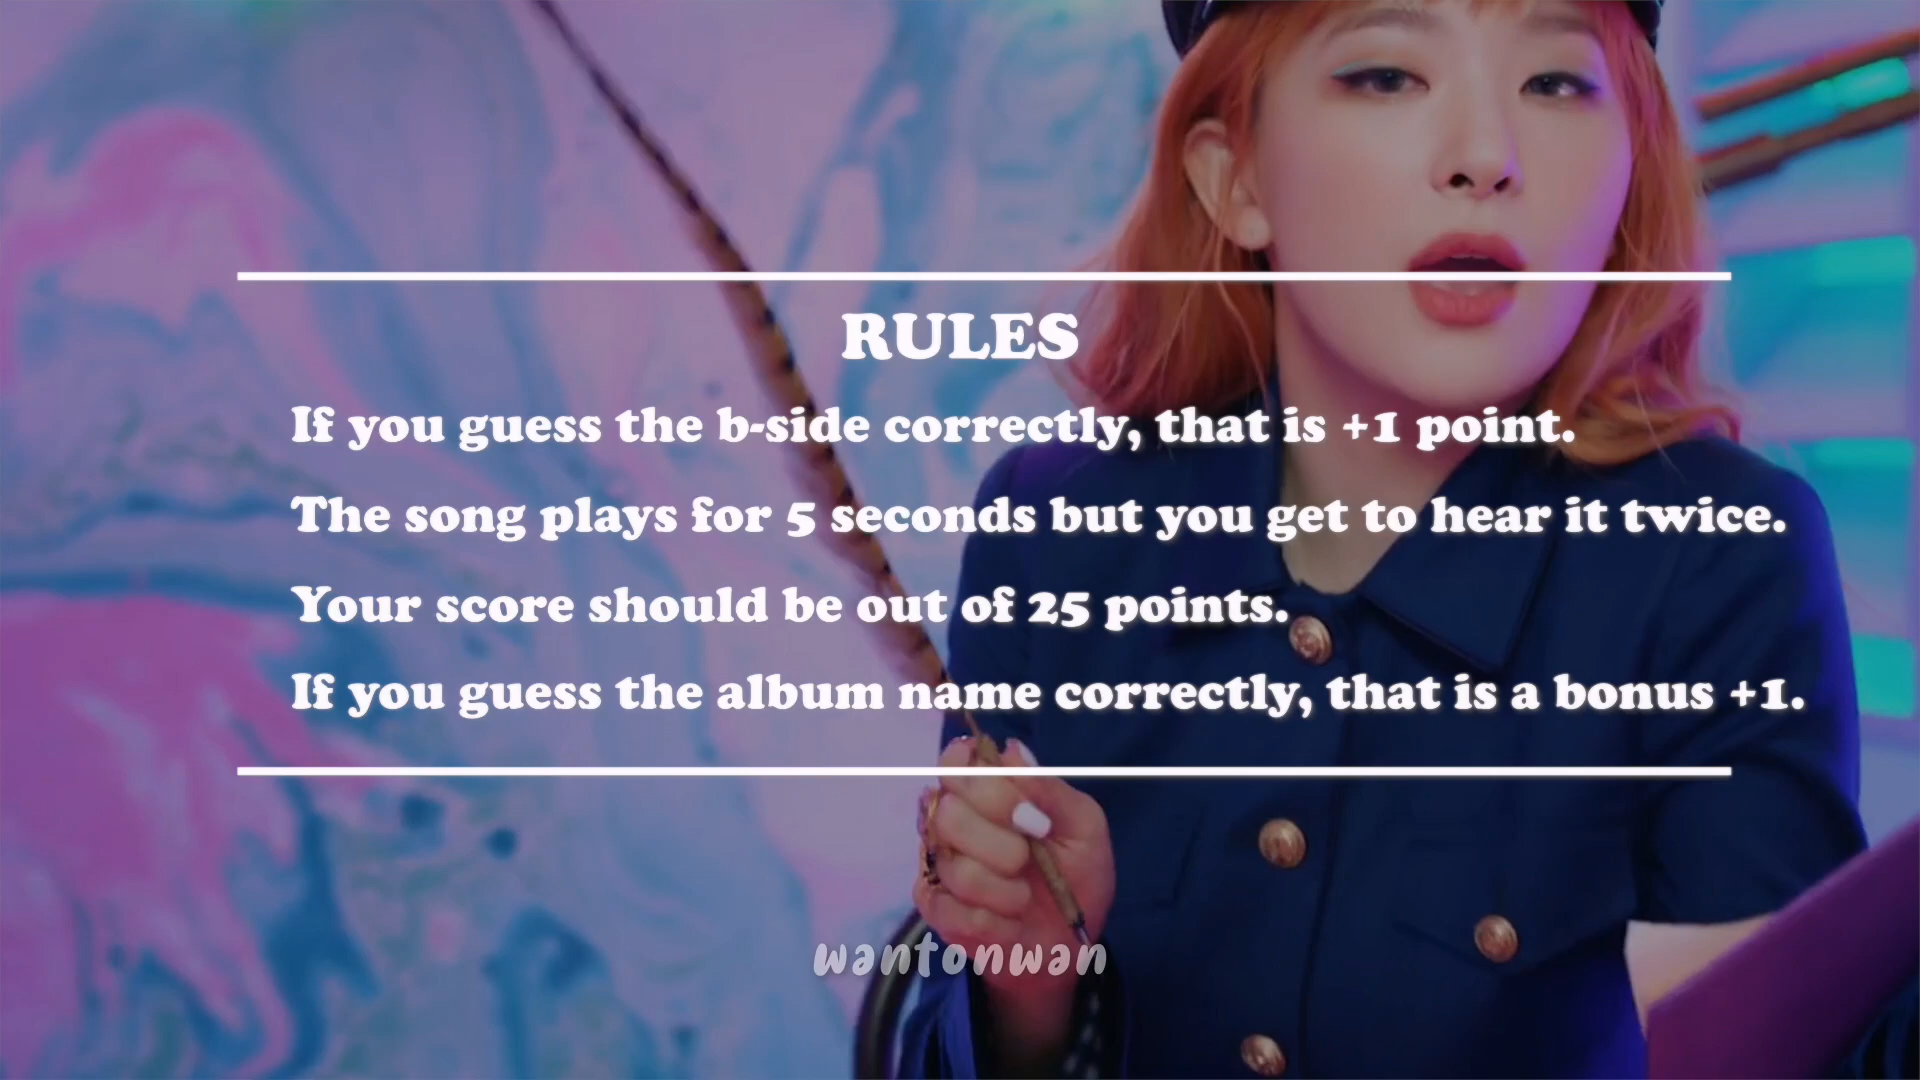 RULES
If you guess the b-side correctly, that is +1 point.
The song plays for 5 seconds but you get to hear it twice.
Your score should be out of 25 points.
If you guess the album name correctly, that is a bonus +1.
wantonwan